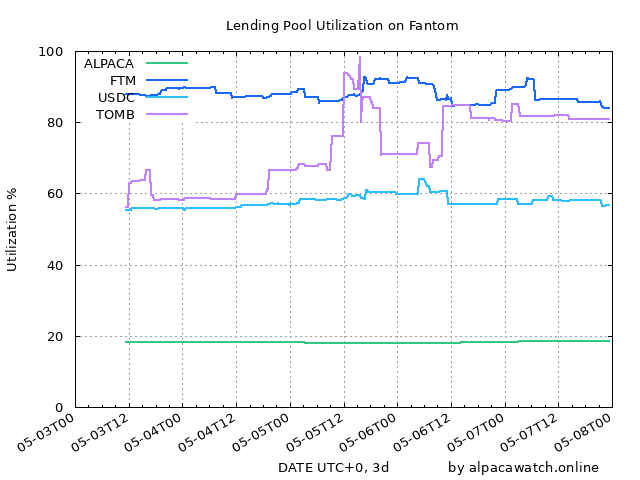 Lending Pool Utilization on Fantom
100
80
60
40
20
0
Utilization %
ALPACA
FTM
USDC
TOMB
05-03T00
05-03T12
05-04T00
05-04T12
05-05T00
05-05T12
05-06T00
05-06T12
05-07T00
05-07T12
05-08T00
DATE UTC+0, 3d by alpacawatch.online